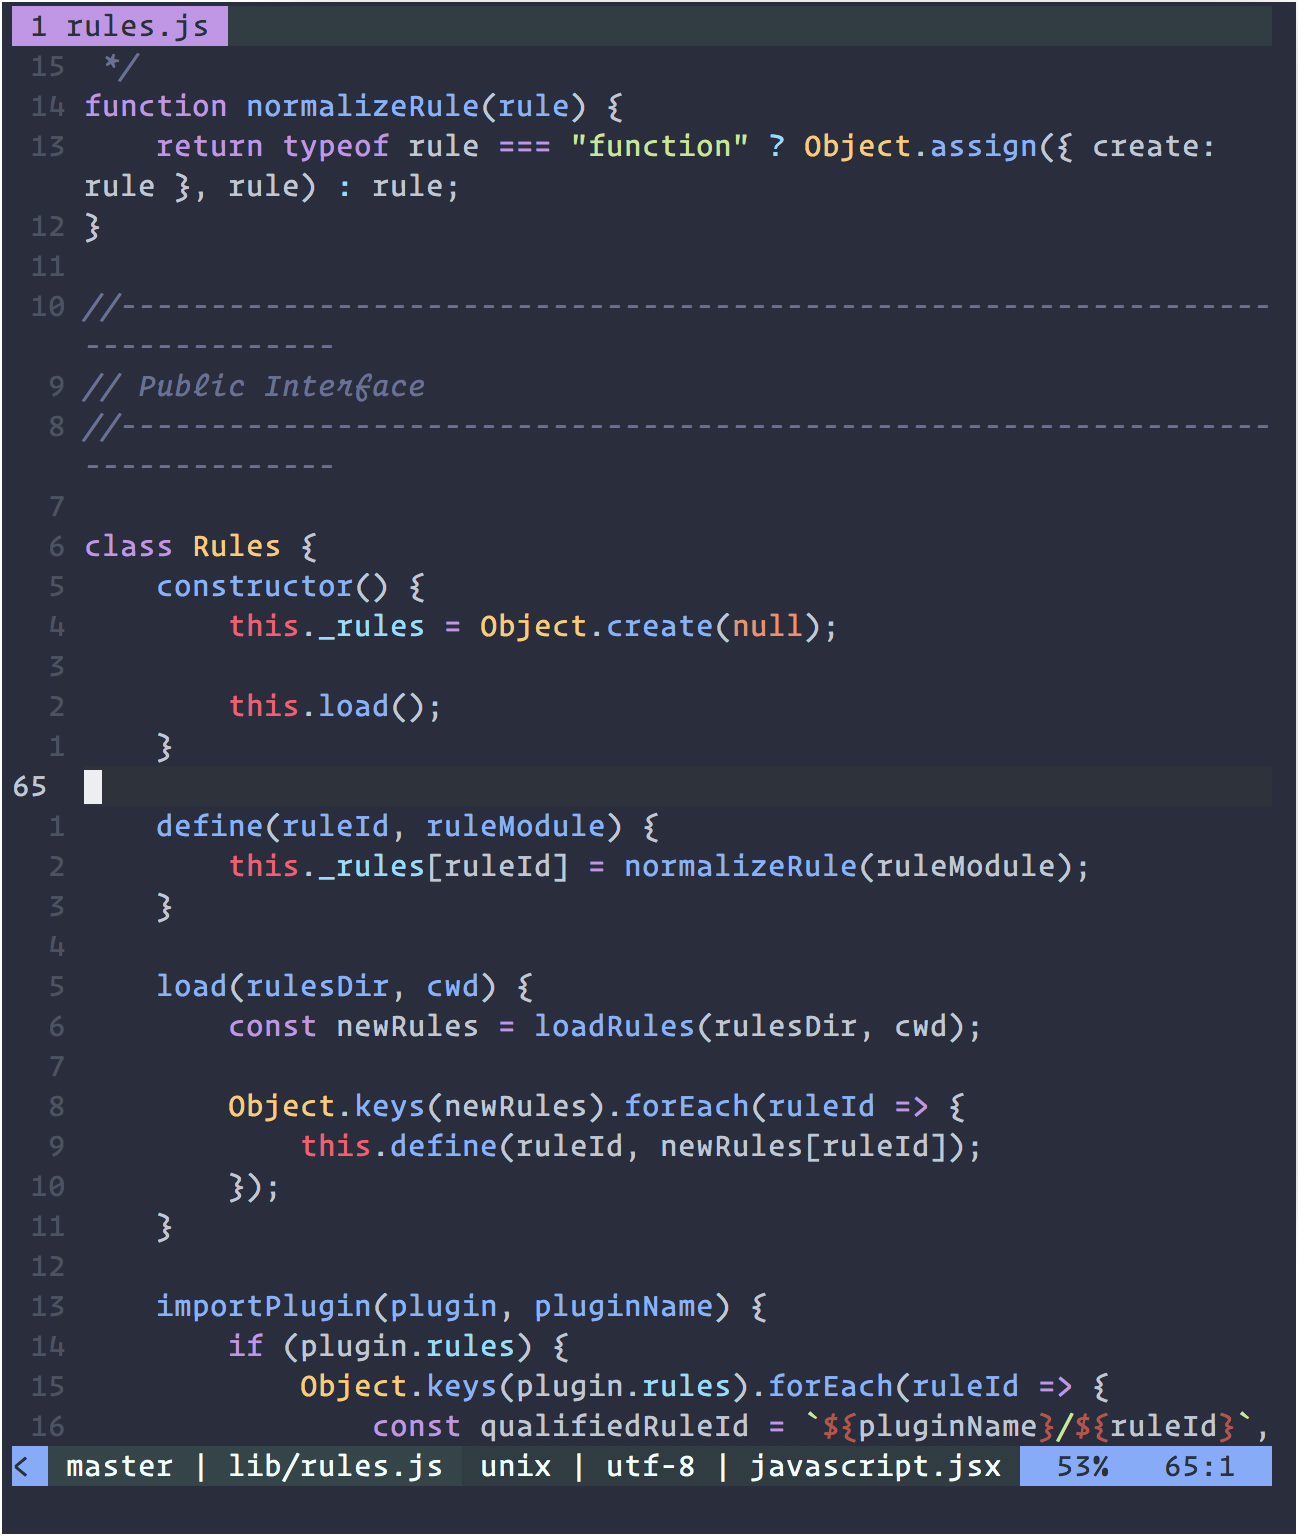 1 rules.js
15  */
14 function normalizeRule(rule) {
13     return typeof rule === "function" ? Object.assign({ create:
rule }, rule) : rule;
12 }
11
10 //----------------------------------------------------------------
--------------
9 // Public Interface
8 //----------------------------------------------------------------
--------------
7
6 class Rules {
5     constructor() {
4         this._rules = Object.create(null);
3
2         this.load();
1     }
65
1     define(ruleId, ruleModule) {
2         this._rules[ruleId] = normalizeRule(ruleModule);
3     }
4
5     load(rulesDir, cwd) {
6         const newRules = loadRules(rulesDir, cwd);
7
8         Object.keys(newRules).forEach(ruleId => {
9             this.define(ruleId, newRules[ruleId]);
10         });
11     }
12
13     importPlugin(plugin, pluginName) {
14         if (plugin.rules) {
15             Object.keys(plugin.rules).forEach(ruleId => {
16                 const qualifiedRuleId = `${pluginName}/${ruleId}`,
< master | lib/rules.js unix | utf-8 | javascript.jsx 53% 65:1